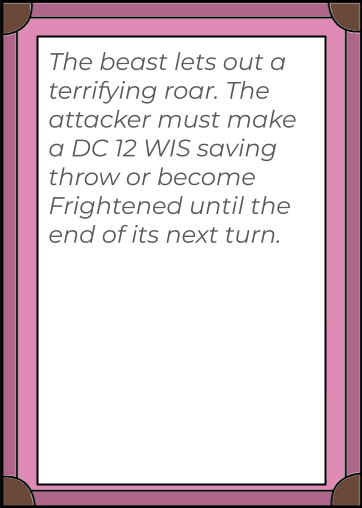 The beast lets out a
terrifying roar. The
attacker must make
a DC 12 WIS saving
throw or become
Frightened until the
end of its next turn.